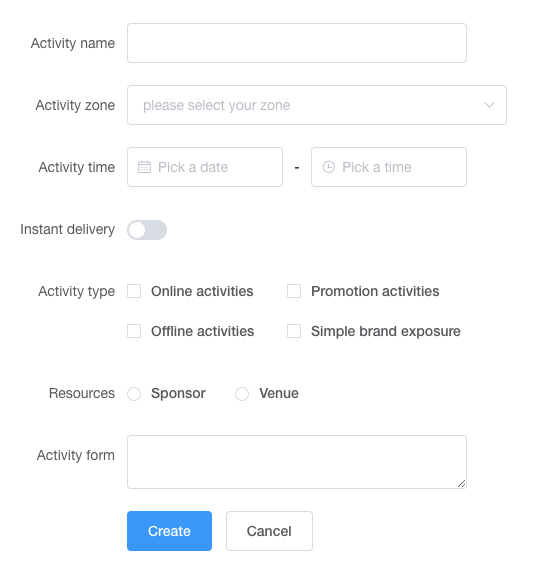 Activity name
Activity zone please select your zone
Activity time Pick a date - Pick a time
Instant delivery
Activity type Online activities Promotion activities
Offline activities Simple brand exposure
Resources Sponsor Venue
Activity form
Create Cancel